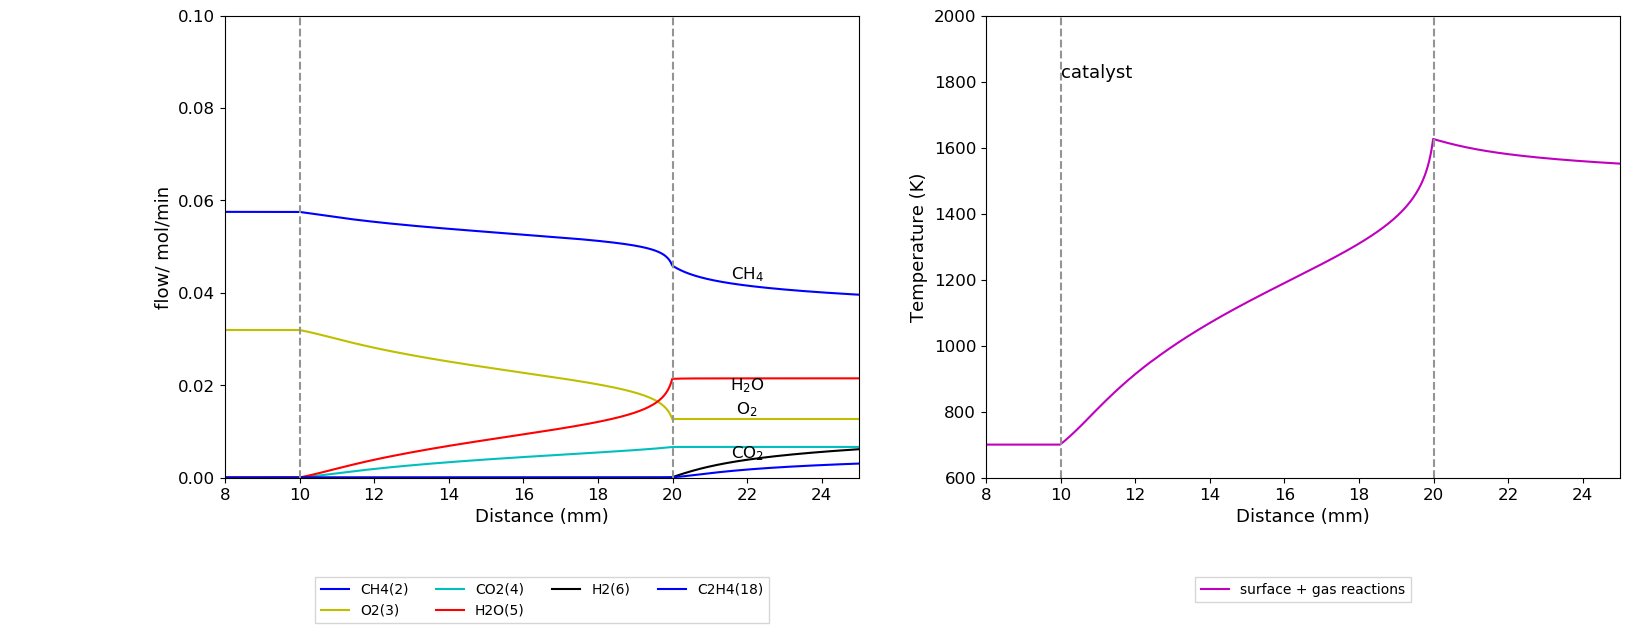 0.10
0.08
0.06
0.04
0.02
0.00
flow/ mol/min
CH₄
H₂O
O₂
CO₂
8 10 12 14 16 18 20 22 24
Distance (mm)
CH4(2) CO2(4) H2(6) C2H4(18)
O2(3) H2O(5)
2000
1800
1600
1400
1200
1000
800
600
Temperature (K)
catalyst
8 10 12 14 16 18 20 22 24
Distance (mm)
surface + gas reactions